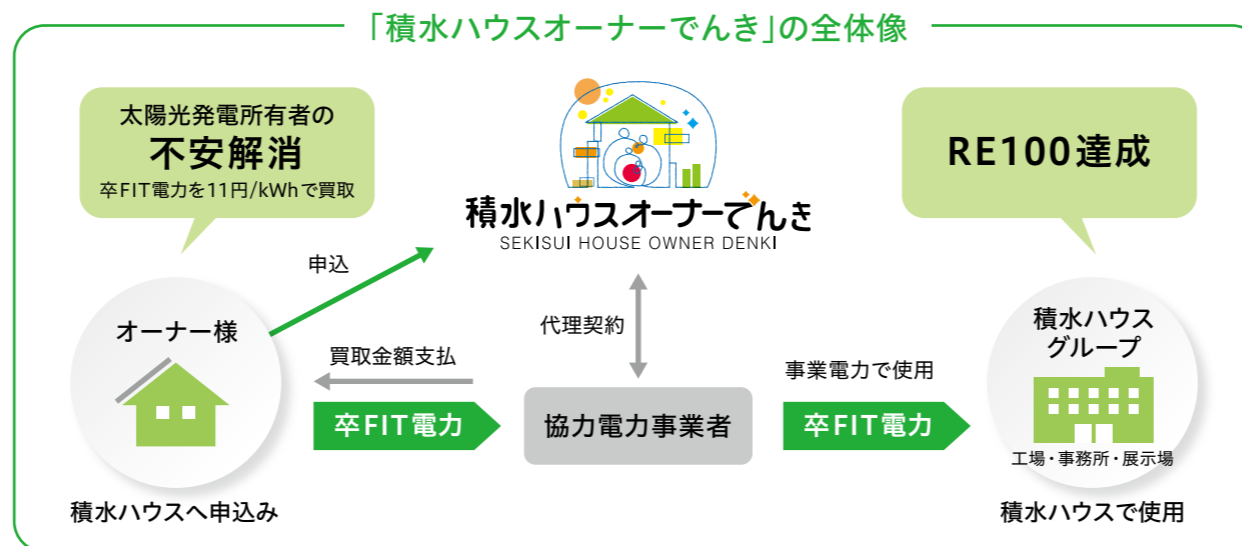 「積水ハウスオーナーでんき」の全体像
太陽光発電所有者の
不安解消
卒FIT電力を11円/kWhで買取
積水ハウスオーナーでんき
SEKISUI HOUSE OWNER DENKI
RE100達成
申込
オーナー様
代理契約
積水ハウス
グループ
買取金額支払
事業電力で使用
卒FIT電力
協力電力事業者
卒FIT電力
工場・事務所・展示場
積水ハウスへ申込み
積水ハウスで使用